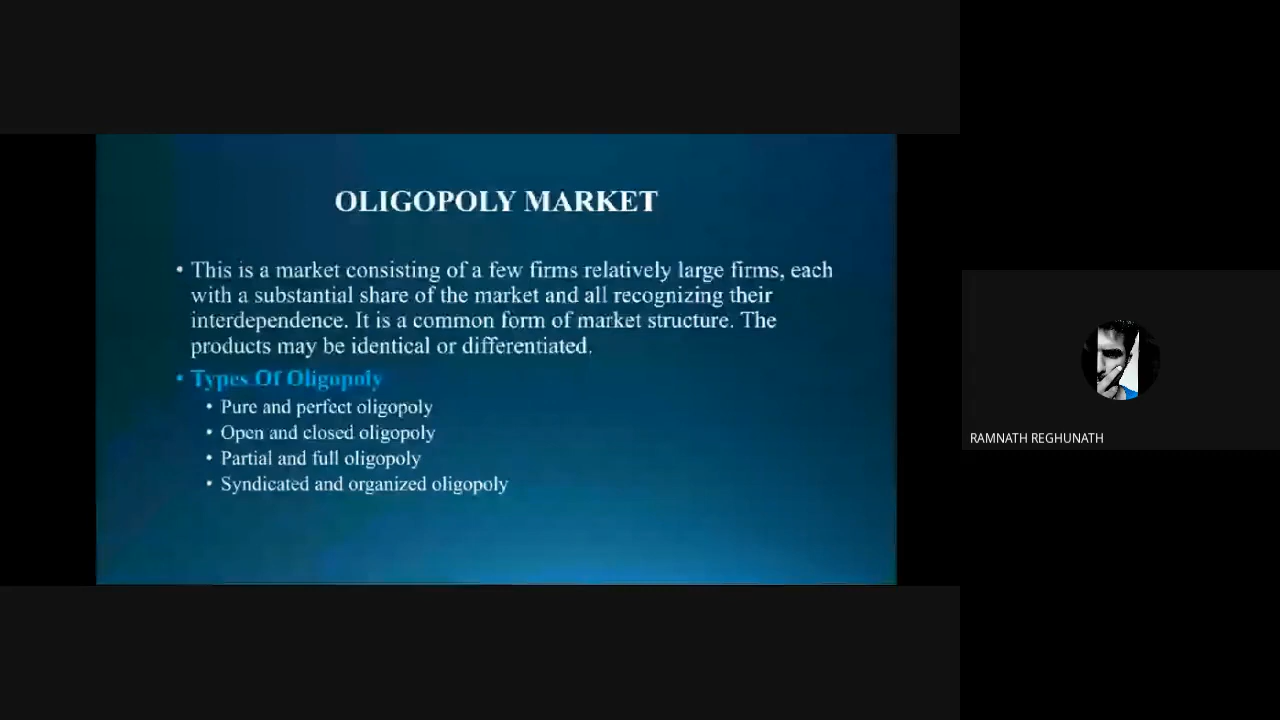 OLIGOPOLY MARKET
• This is a market consisting of a few firms relatively large firms, each
with a substantial share of the market and all recognizing their
interdependence. It is a common form of market structure. The
products may be identical or differentiated.
• Types Of Oligopoly
• Pure and perfect oligopoly
• Open and closed oligopoly
• Partial and full oligopoly
• Syndicated and organized oligopoly
RAMNATH REGHUNATH